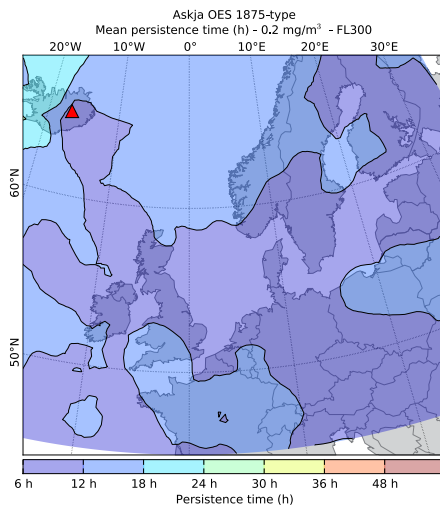 Askja OES 1875-type
Mean persistence time (h) - 0.2 mg/m³ - FL300
20°W 10°W 0° 10°E 20°E 30°E
60°N
50°N
6 h 12 h 18 h 24 h 30 h 36 h 48 h
Persistence time (h)